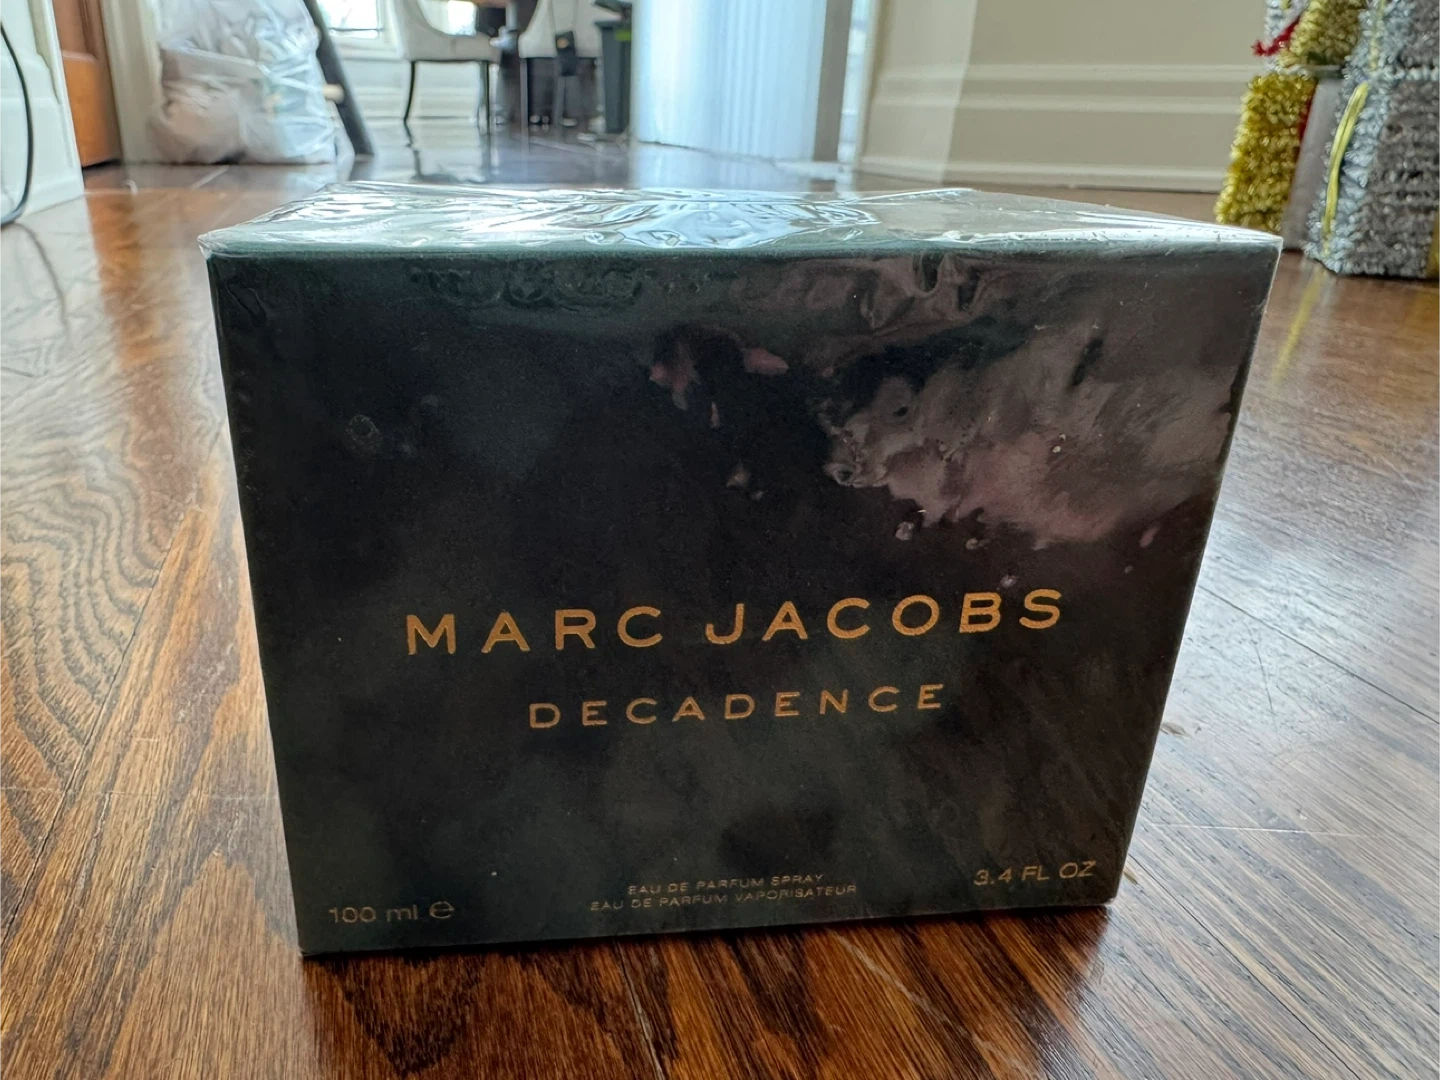 MARC JACOBS
DECADENCE
EAU DE PARFUM SPRAY
EAU DE PARFUM VAPORISATEUR
100 ml ℮
3.4 FL OZ